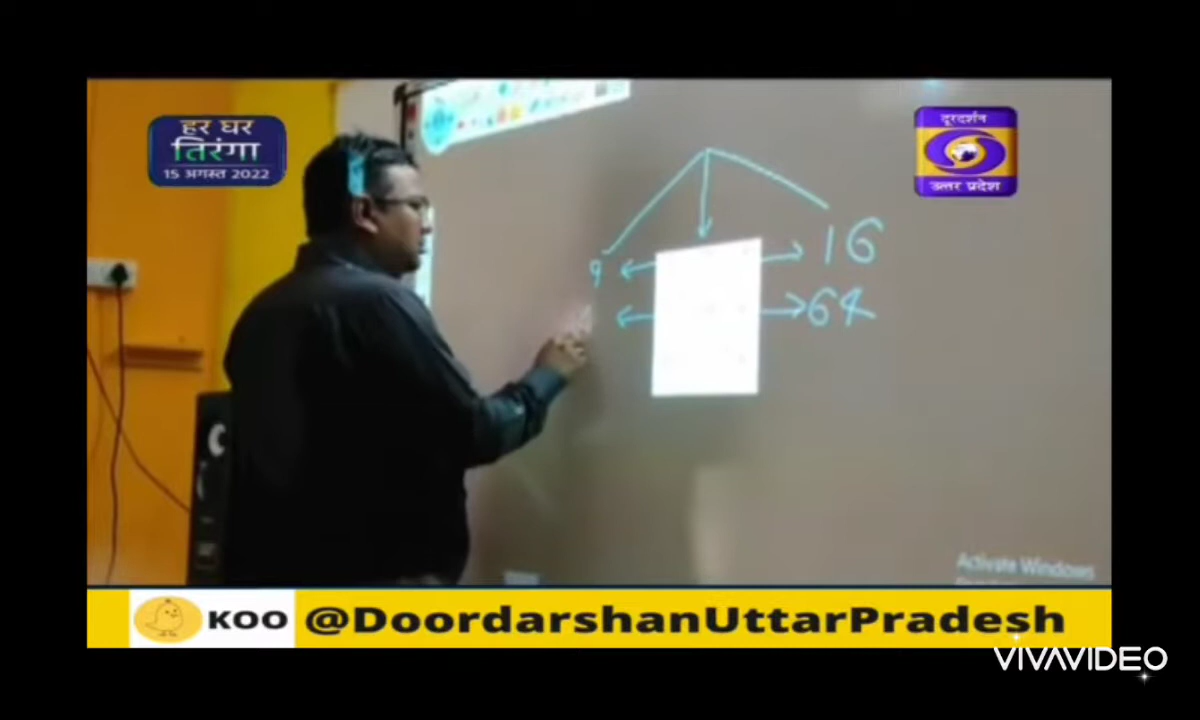 हर घर
तिरंगा
15 अगस्त 2022
दूरदर्शन
उत्तर प्रदेश
9
16
64
Activate Windows
KOO @DoordarshanUttarPradesh
VIVAVIDEO